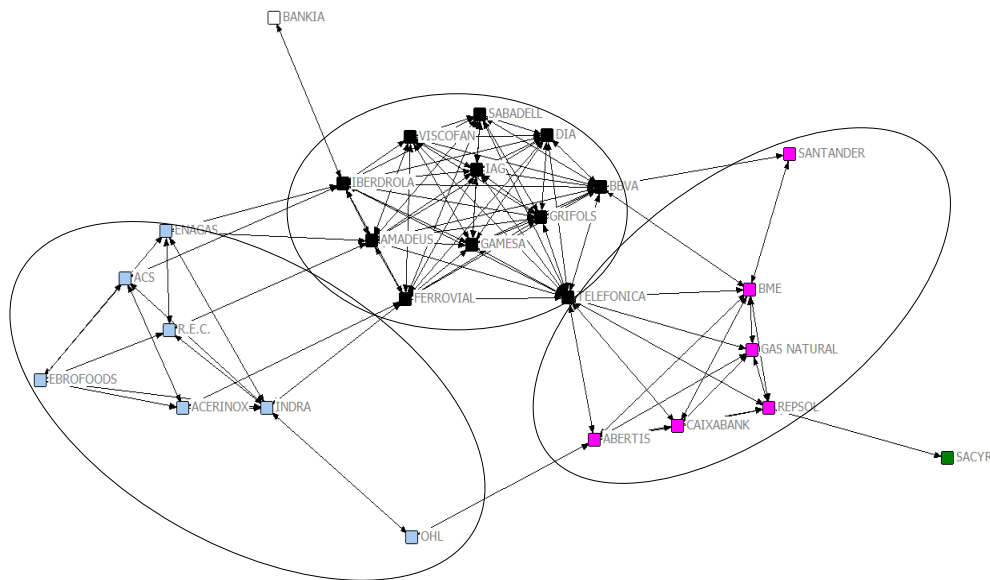 BANKIA
SABADELL
VISCOFAN
DIA
SANTANDER
IAG
IBERDROLA
BBVA
GRIFOLS
ENAGAS
AMADEUS
GAMESA
ACS
BME
FERROVIAL
TELEFONICA
R.E.C.
GAS NATURAL
EBROFOODS
ACERINOX
INDRA
REPSOL
CAIXABANK
ABERTIS
SACYR
OHL